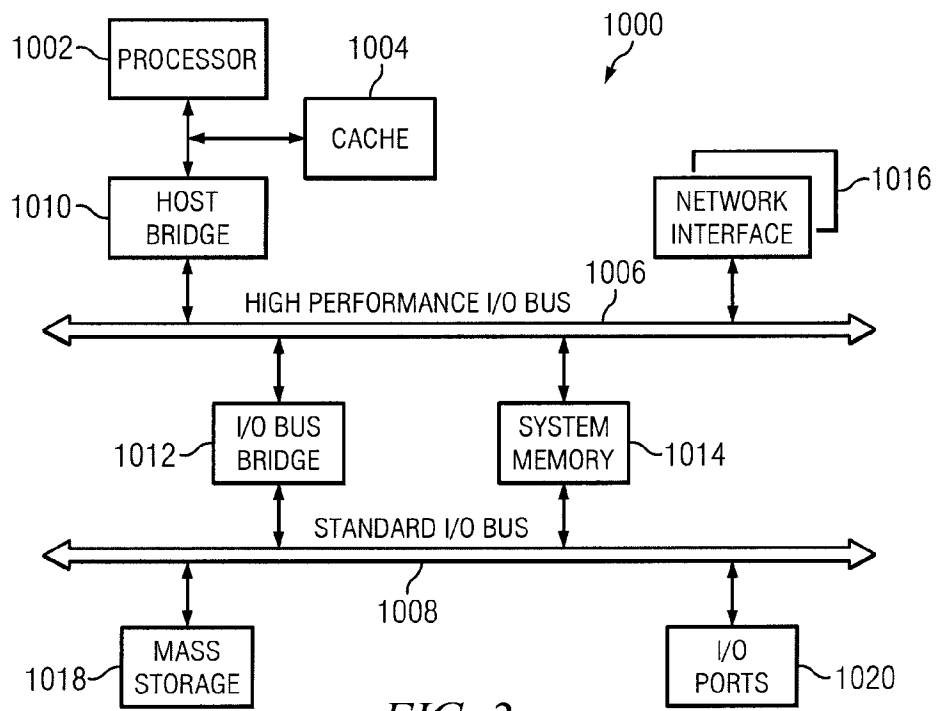 1002
PROCESSOR
1004
CACHE
1000
1010
HOST
BRIDGE
NETWORK
INTERFACE
1016
HIGH PERFORMANCE I/O BUS
1006
1012
I/O BUS
BRIDGE
SYSTEM
MEMORY
1014
STANDARD I/O BUS
1008
1018
MASS
STORAGE
I/O
PORTS
1020